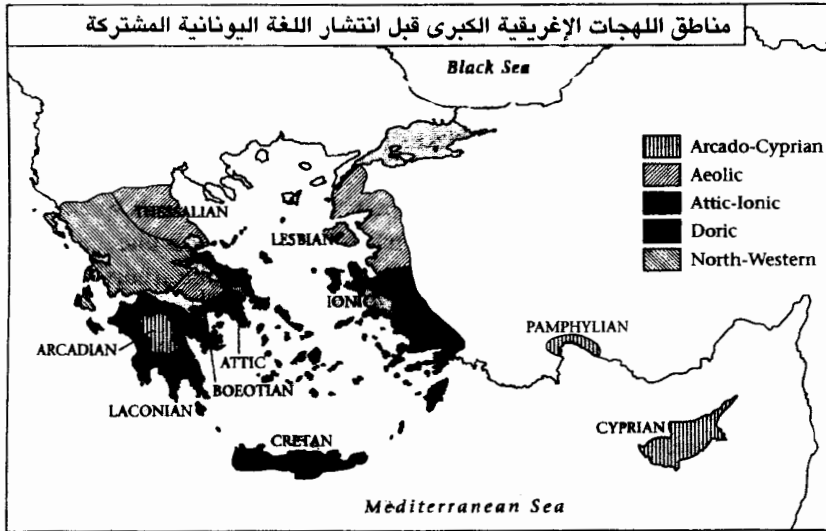 مناطق اللهجات الإغريقية الكبرى قبل انتشار اللغة اليونانية المشتركة
Black Sea
Arcado-Cyprian
Aeolic
Attic-Ionic
Doric
North-Western
THESSALIAN
LESBIAN
IONIC
PAMPHYLIAN
ARCADIAN
ATTIC
BOEOTIAN
LACONIAN
CYPRIAN
CRETAN
Mediterranean Sea